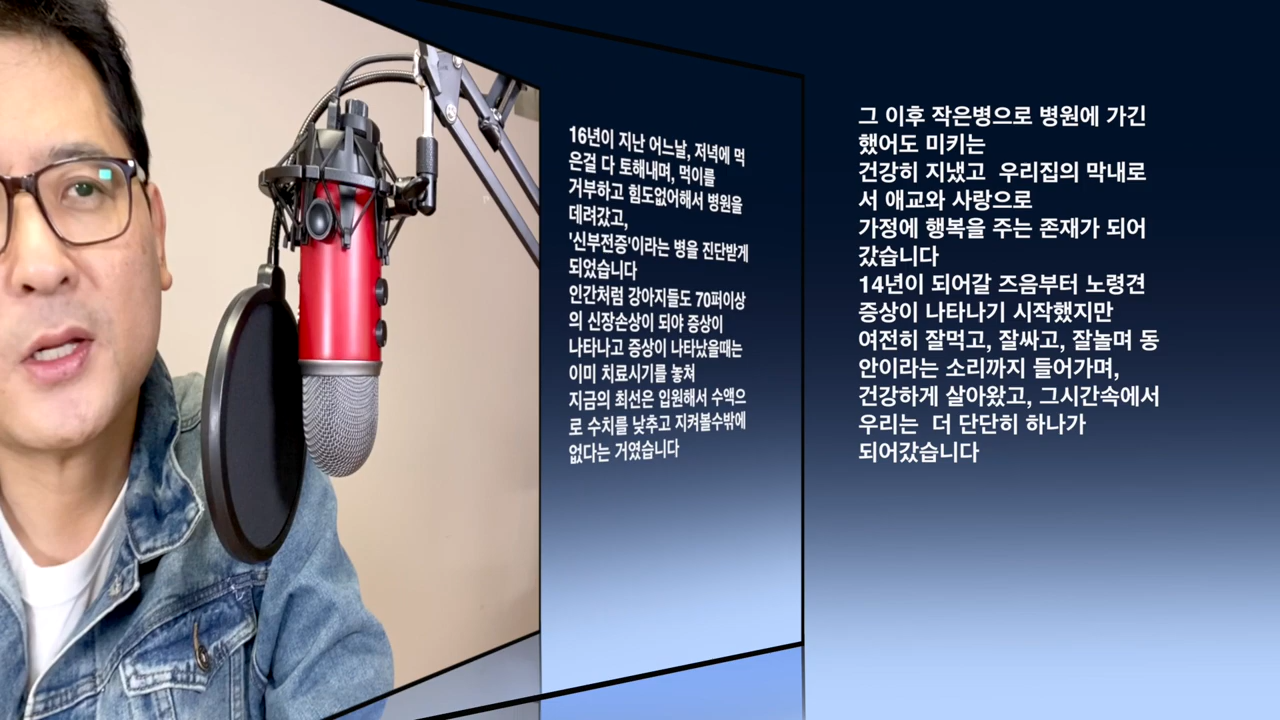 16년이 지난 어느날, 저녁에 먹
은걸 다 토해내며, 먹이를
거부하고 힘도없어해서 병원을
데려갔고,
'신부전증'이라는 병을 진단받게
되었습니다
인간처럼 강아지들도 70퍼이상
의 신장손상이 되야 증상이
나타나고 증상이 나타났을때는
이미 치료시기를 놓쳐
지금의 최선은 입원해서 수액으
로 수치를 낮추고 지켜볼수밖에
없다는 거였습니다
그 이후 작은병으로 병원에 가긴
했어도 미키는
건강히 지냈고 우리집의 막내로
서 애교와 사랑으로
가정에 행복을 주는 존재가 되어
갔습니다
14년이 되어갈 즈음부터 노령견
증상이 나타나기 시작했지만
여전히 잘먹고, 잘싸고, 잘놀며 동
안이라는 소리까지 들어가며,
건강하게 살아왔고, 그시간속에서
우리는 더 단단히 하나가
되어갔습니다